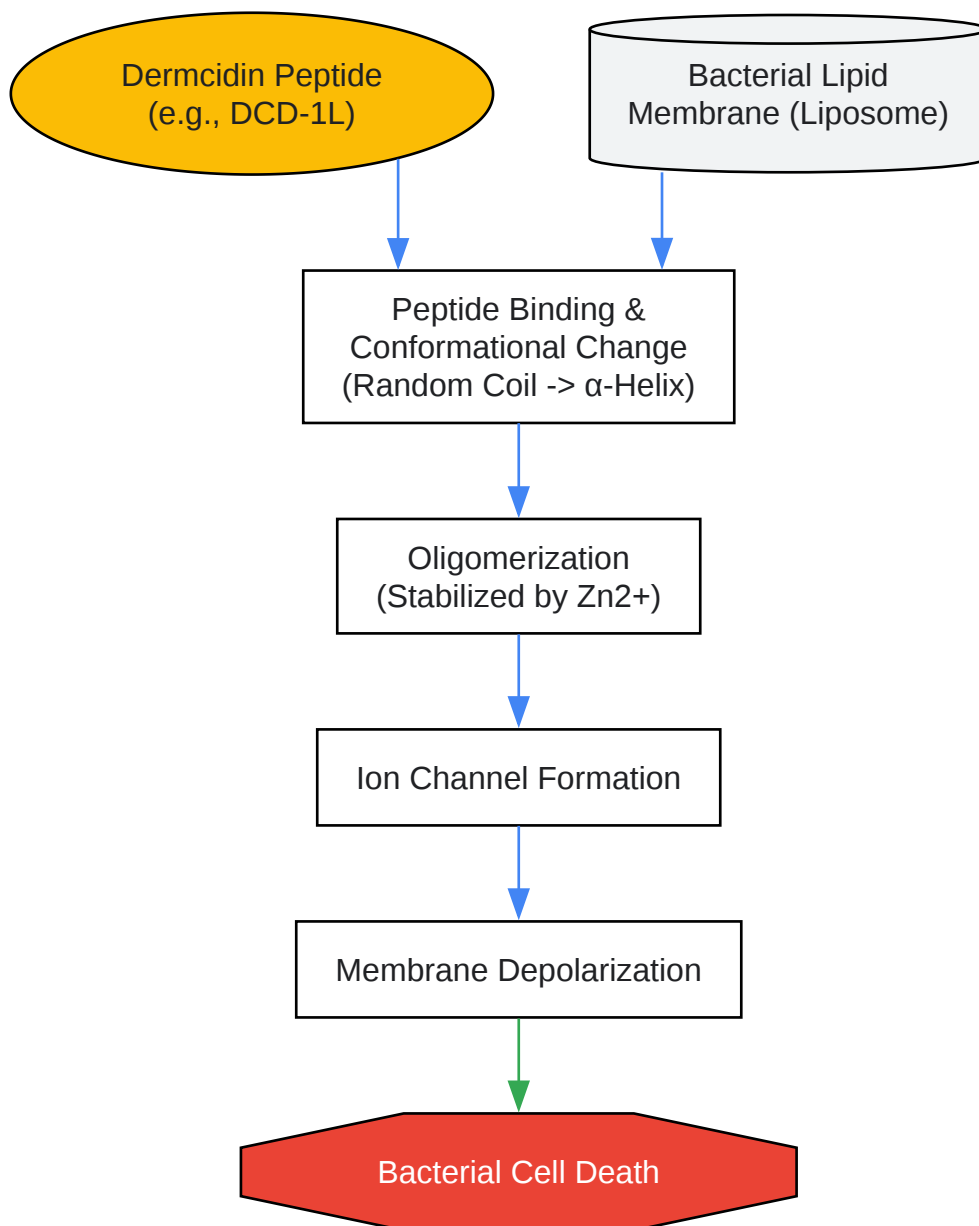 Dermcidin Peptide
(e.g., DCD-1L)
Bacterial Lipid
Membrane (Liposome)
Peptide Binding &
Conformational Change
(Random Coil -> α-Helix)
Oligomerization
(Stabilized by Zn2+)
Ion Channel Formation
Membrane Depolarization
Bacterial Cell Death